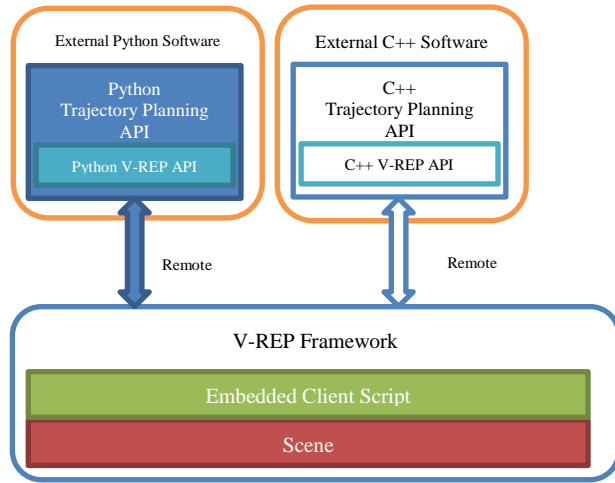 External Python Software
Python
Trajectory Planning
API
Python V-REP API
External C++ Software
C++
Trajectory Planning
API
C++ V-REP API
Remote
Remote
V-REP Framework
Embedded Client Script
Scene